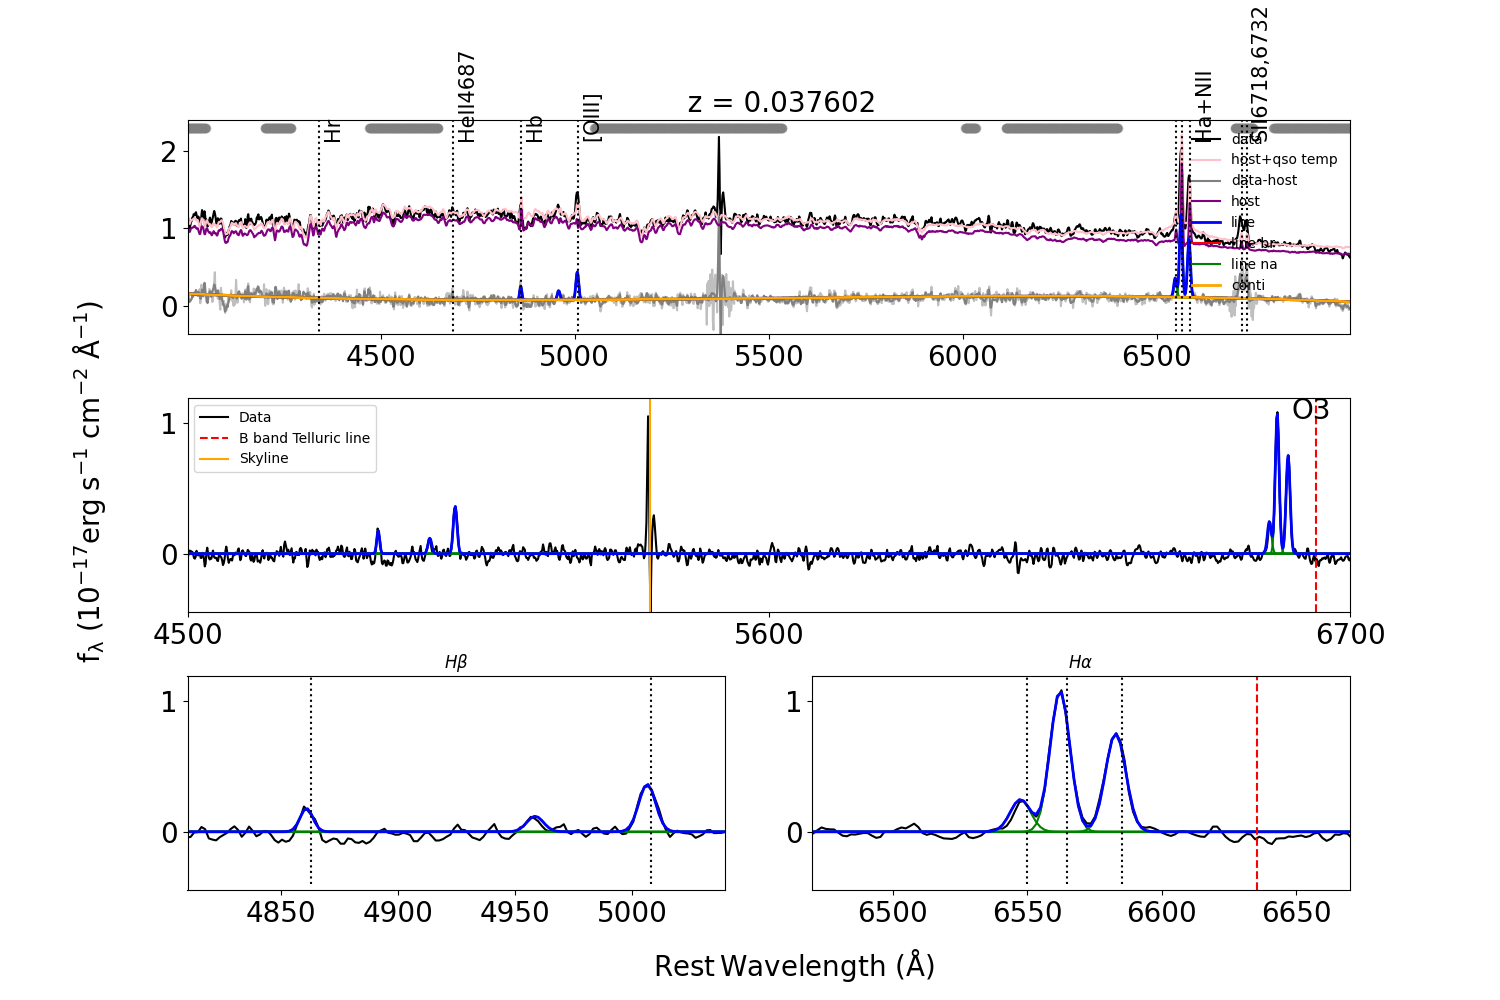 z = 0.037602
Hr
HeII4687
Hb
[OIII]
Ha+NII
SII6718,6732
data
host+qso temp
data-host
host
line
line br
line na
conti
2
1
0
4500 5000 5500 6000 6500
Data
B band Telluric line
Skyline
O3
1
0
4500 5600 6700
fλ (10−17erg s−1 cm−2 Å−1)
Hβ
1
0
4850 4900 4950 5000
Hα
1
0
6500 6550 6600 6650
Rest Wavelength (Å)